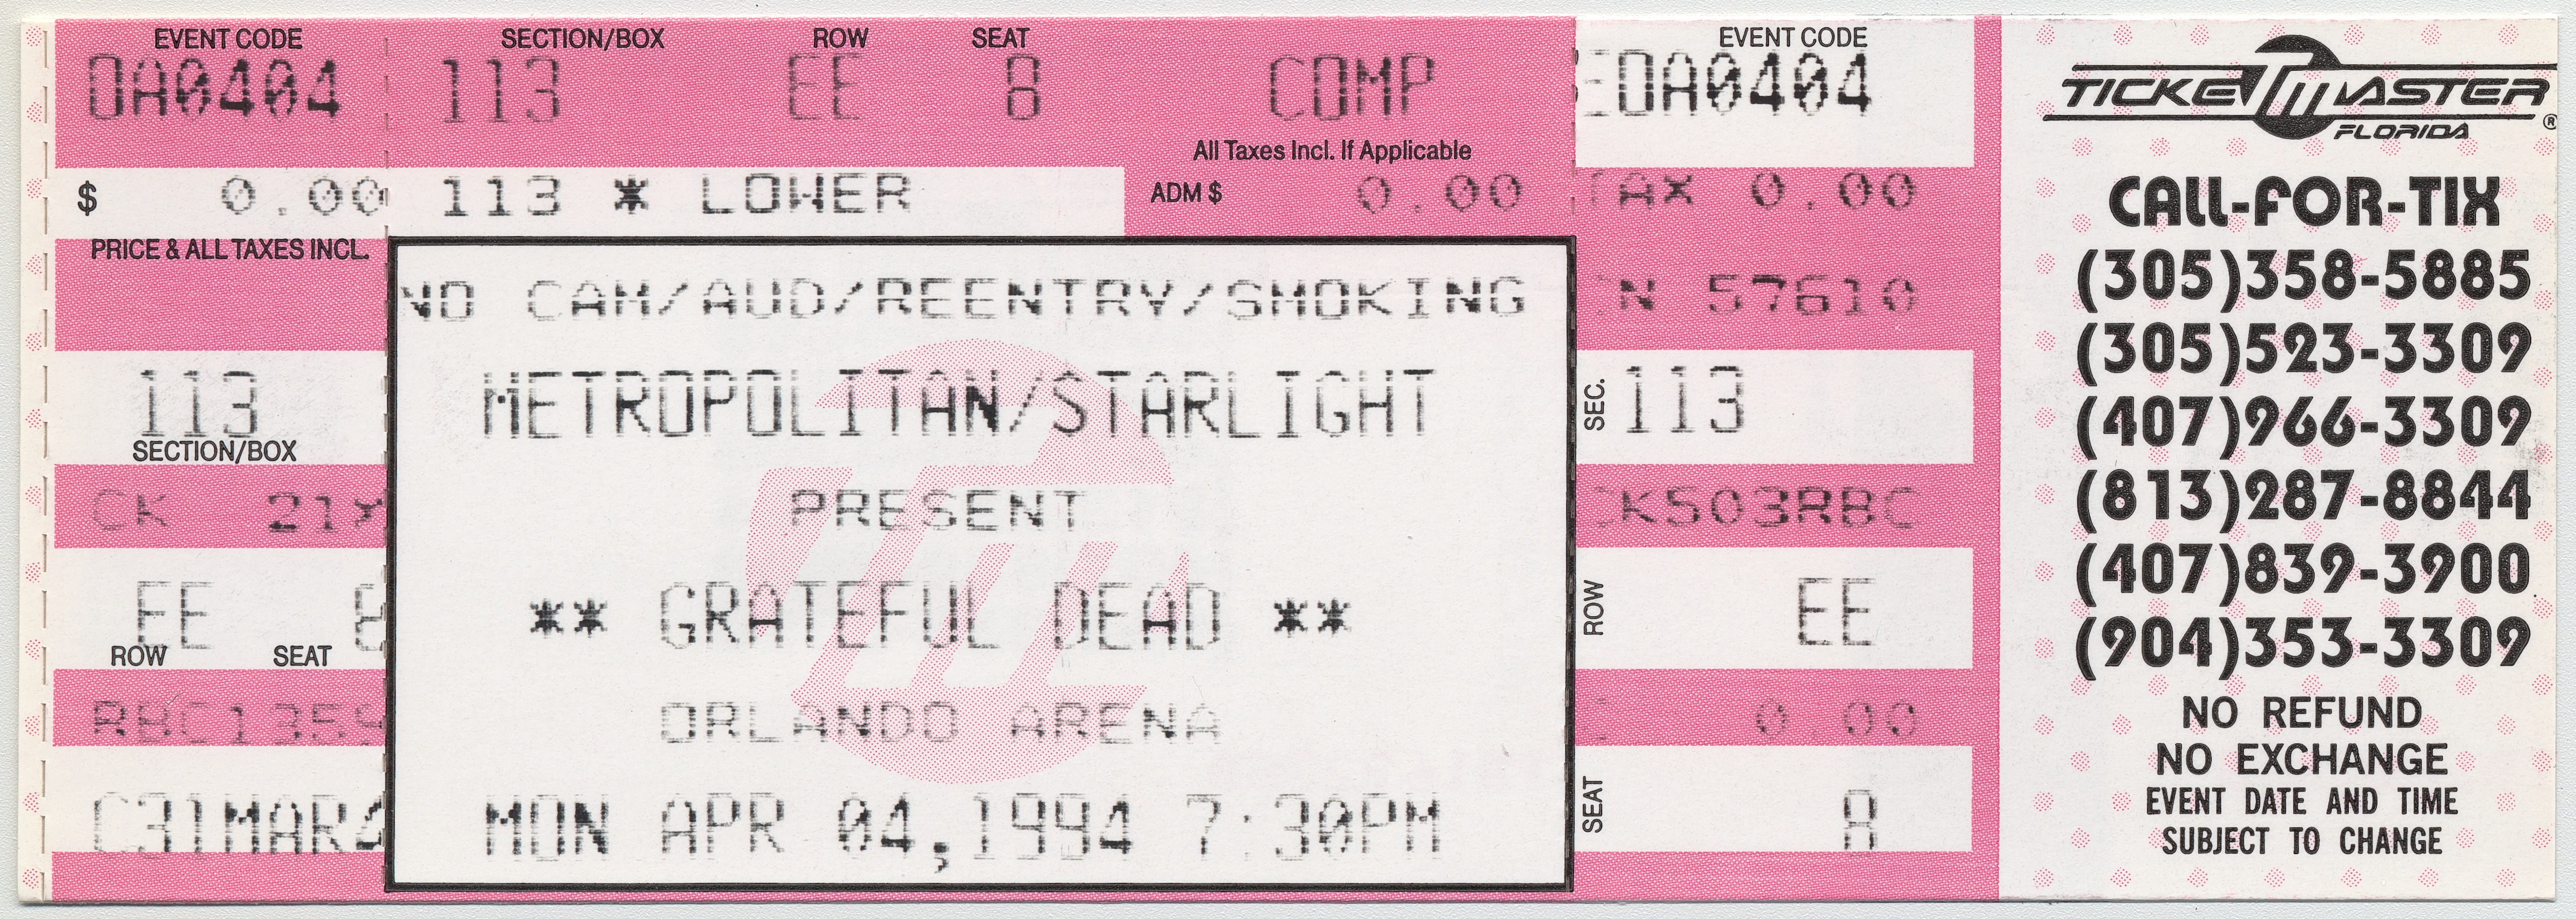 EVENT CODE SECTION/BOX ROW SEAT
OA0404 113 EE 8 COMP
All Taxes Incl. If Applicable
$ 0.00 113 * LOWER ADM $ 0.00
PRICE & ALL TAXES INCL.
NO CAM/AUD/REENTRY/SMOKING
113
SECTION/BOX
METROPOLITAN/STARLIGHT
CK 21X
PRESENT
EE 8
ROW SEAT
** GRATEFUL DEAD **
RBC1359
ORLANDO ARENA
C31MAR4
MON APR 04,1994 7:30PM
EVENT CODE
EOA0404
TAX 0.00
CN 57610
SEC. 113
CK503RBC
ROW EE
0 00
SEAT 8
TICKETMASTER®
FLORIDA
CALL-FOR-TIX
(305)358-5885
(305)523-3309
(407)966-3309
(813)287-8844
(407)839-3900
(904)353-3309
NO REFUND
NO EXCHANGE
EVENT DATE AND TIME
SUBJECT TO CHANGE